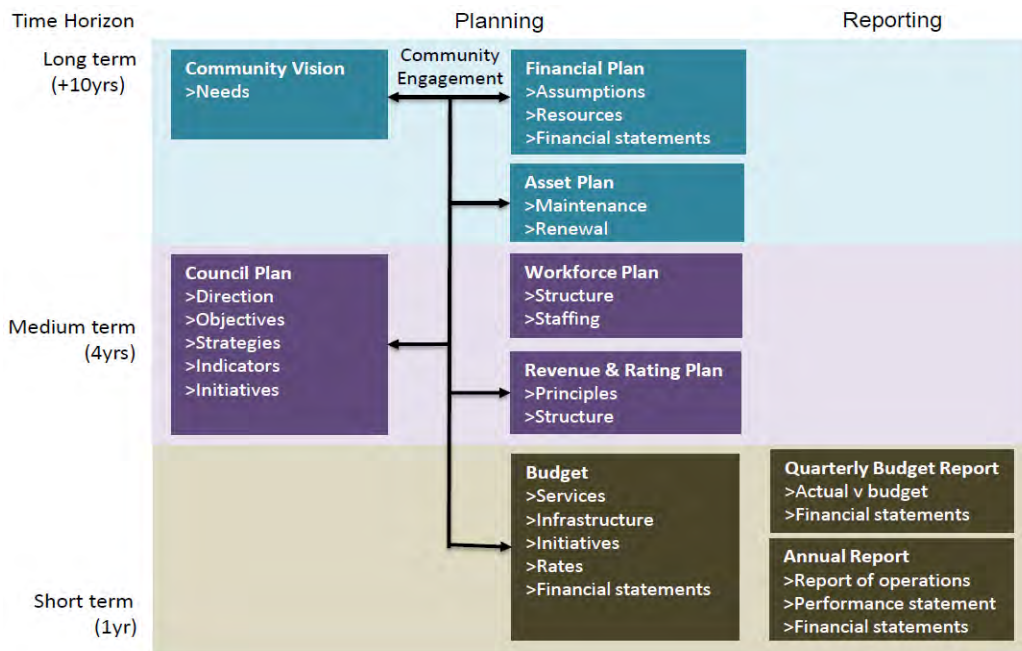 Time Horizon
Planning
Reporting
Long term
(+10yrs)
Community Vision
>Needs
Community
Engagement
Financial Plan
>Assumptions
>Resources
>Financial statements
Asset Plan
>Maintenance
>Renewal
Medium term
(4yrs)
Council Plan
>Direction
>Objectives
>Strategies
>Indicators
>Initiatives
Workforce Plan
>Structure
>Staffing
Revenue & Rating Plan
>Principles
>Structure
Short term
(1yr)
Budget
>Services
>Infrastructure
>Initiatives
>Rates
>Financial statements
Quarterly Budget Report
>Actual v budget
>Financial statements
Annual Report
>Report of operations
>Performance statement
>Financial statements